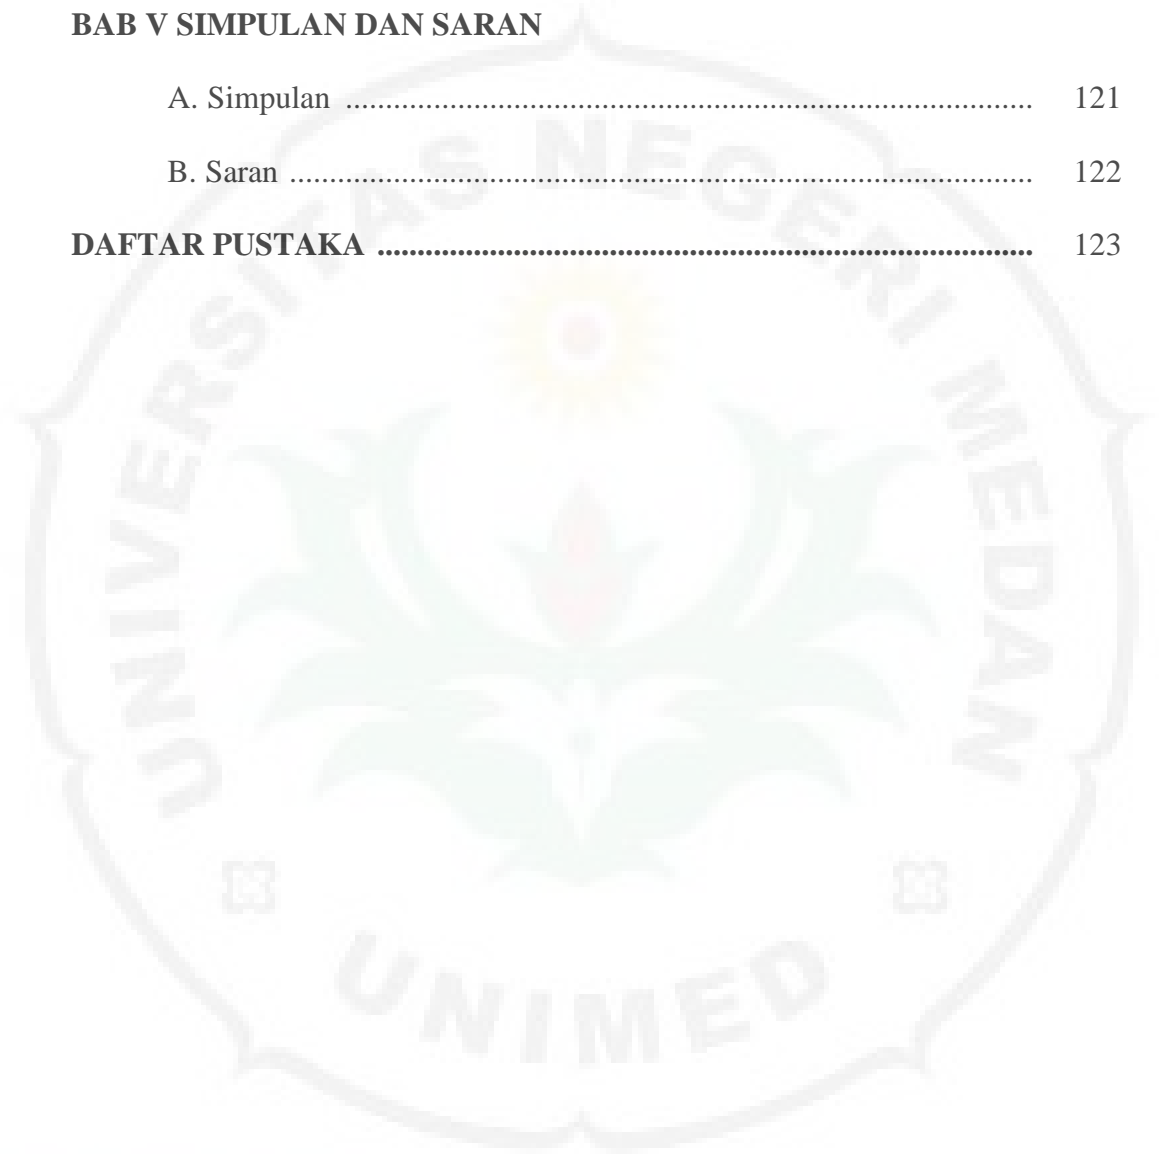 BAB V SIMPULAN DAN SARAN
A. Simpulan ...................................................................................... 121
B. Saran ............................................................................................. 122
DAFTAR PUSTAKA .................................................................................. 123
UNIVERSITAS NEGERI MEDAN
UNIMED